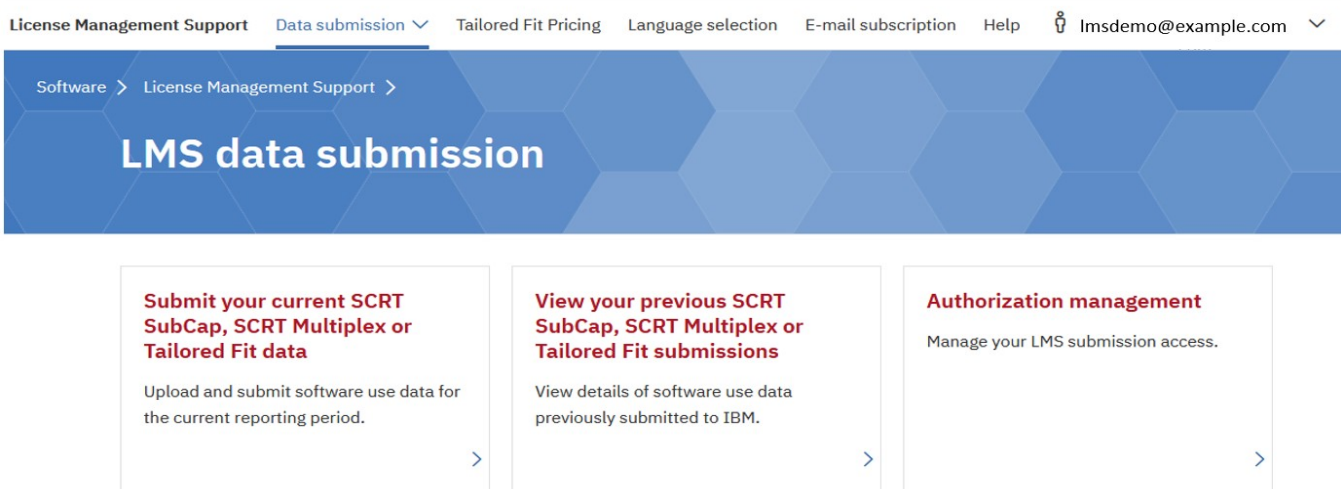 License Management Support Data submission Tailored Fit Pricing Language selection E-mail subscription Help lmsdemo@example.com
Software > License Management Support >
LMS data submission
Submit your current SCRT
SubCap, SCRT Multiplex or
Tailored Fit data
Upload and submit software use data for
the current reporting period.
View your previous SCRT
SubCap, SCRT Multiplex or
Tailored Fit submissions
View details of software use data
previously submitted to IBM.
Authorization management
Manage your LMS submission access.